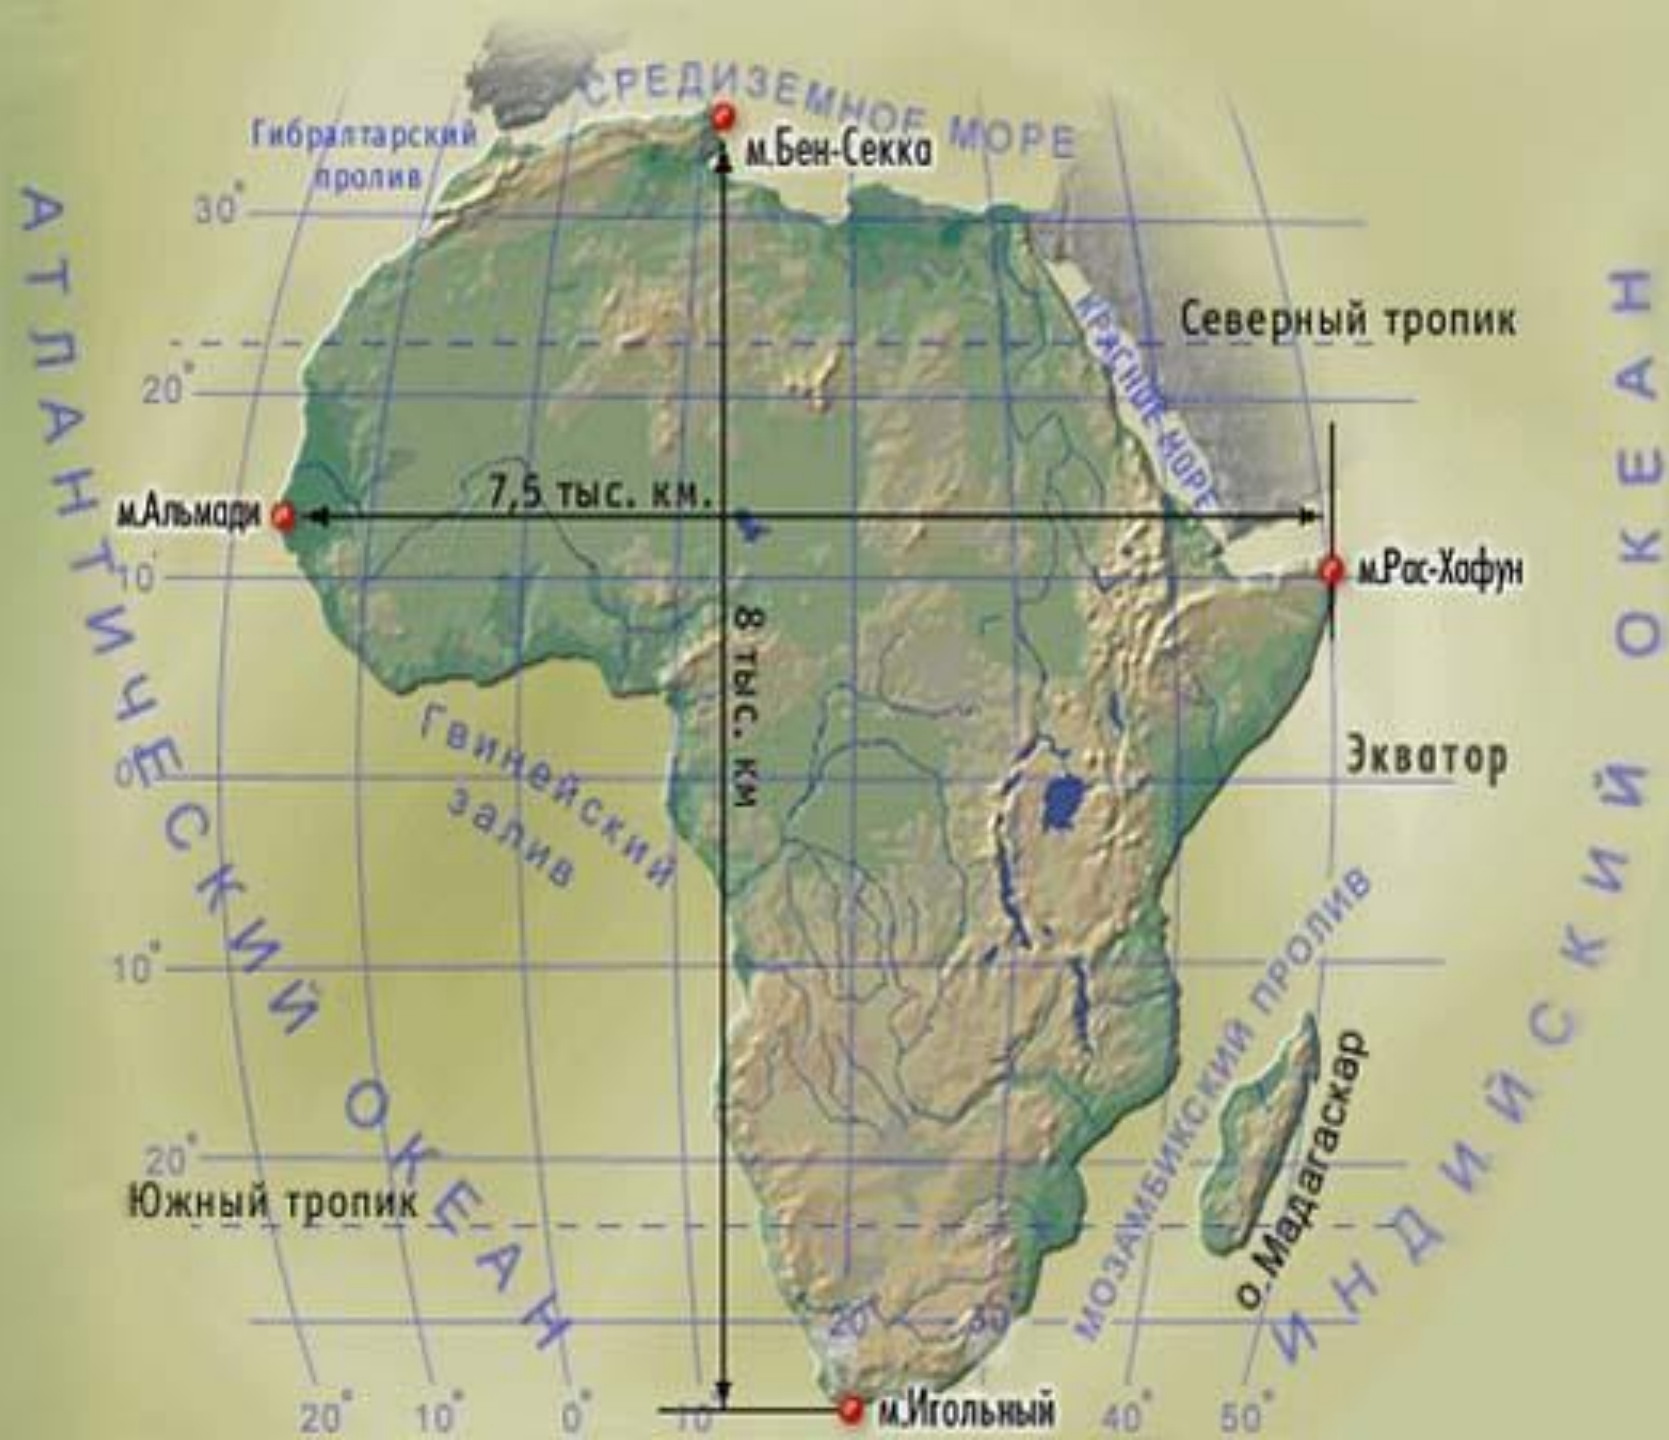 СРЕДИЗЕМНОЕ МОРЕ
Гибралтарский
пролив
м.Бен-Секка
30°
АТЛАНТИЧЕСКИЙ ОКЕАН
Северный тропик
КРАСНОЕ МОРЕ
20°
7,5 тыс. км.
м.Альмади
м.Рас-Хафун
10
8 тыс. км
Гвинейский
залив
Экватор
0°
ИНДИЙСКИЙ ОКЕАН
МОЗАМБИКСКИЙ ПРОЛИВ
10°
о.Мадагаскар
20°
Южный тропик
20°
30°
м.Игольный
20°
10°
0°
10°
40°
50°